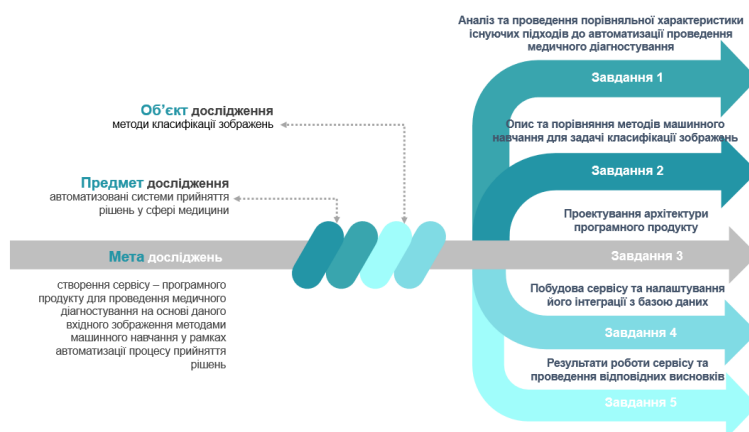 Об’єкт дослідження
методи класифікації зображень
Предмет дослідження
автоматизовані системи прийняття
рішень у сфері медицини
Мета досліджень
створення сервісу – програмного
продукту для проведення медичного
діагностування на основі даного
вхідного зображення методами
машинного навчання у рамках
автоматизації процесу прийняття
рішень
Аналіз та проведення порівняльної характеристики
існуючих підходів до автоматизації проведення
медичного діагностування
Завдання 1
Опис та порівняння методів машинного
навчання для задачі класифікації зображень
Завдання 2
Проектування архітектури
програмного продукту
Завдання 3
Побудова сервісу та налаштування
його інтеграції з базою даних
Завдання 4
Результати роботи сервісу та
проведення відповідних висновків
Завдання 5